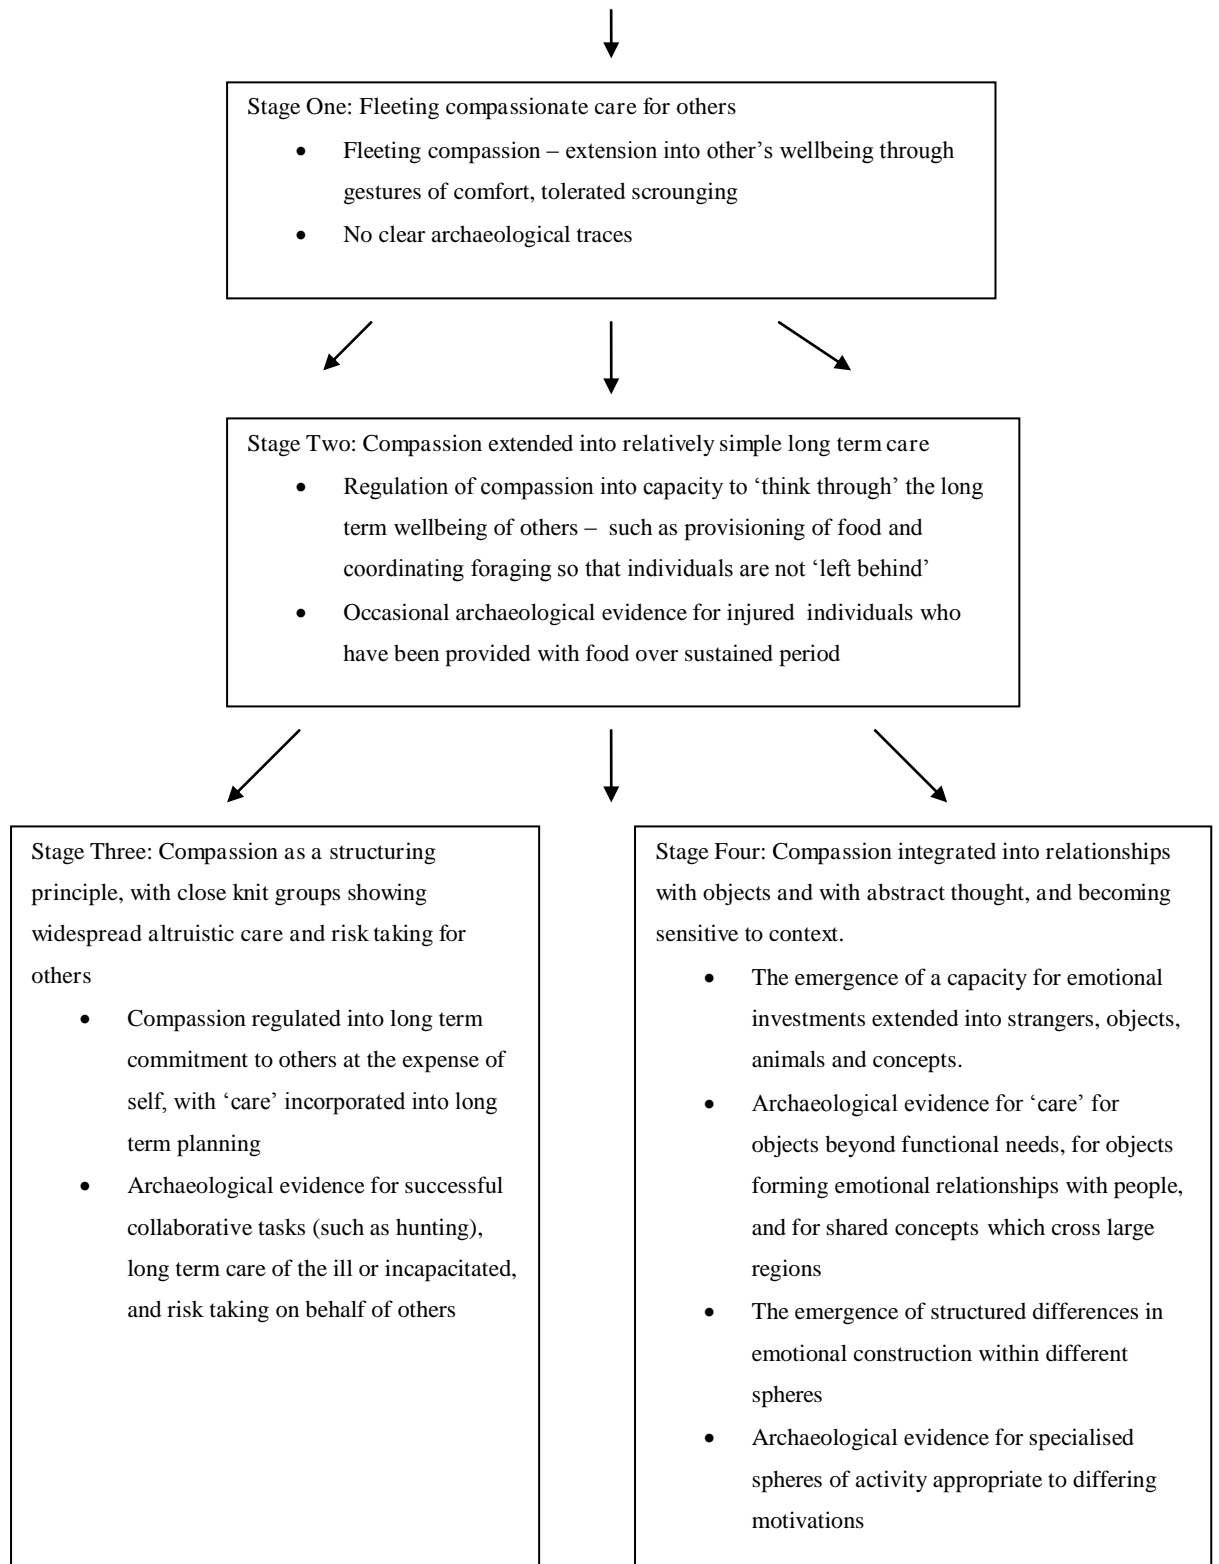 Stage One: Fleeting compassionate care for others
• Fleeting compassion – extension into other’s wellbeing through
gestures of comfort, tolerated scrounging
• No clear archaeological traces
Stage Two: Compassion extended into relatively simple long term care
• Regulation of compassion into capacity to ‘think through’ the long
term wellbeing of others – such as provisioning of food and
coordinating foraging so that individuals are not ‘left behind’
• Occasional archaeological evidence for injured individuals who
have been provided with food over sustained period
Stage Three: Compassion as a structuring
principle, with close knit groups showing
widespread altruistic care and risk taking for
others
• Compassion regulated into long term
commitment to others at the expense of
self, with ‘care’ incorporated into long
term planning
• Archaeological evidence for successful
collaborative tasks (such as hunting),
long term care of the ill or incapacitated,
and risk taking on behalf of others
Stage Four: Compassion integrated into relationships
with objects and with abstract thought, and becoming
sensitive to context.
• The emergence of a capacity for emotional
investments extended into strangers, objects,
animals and concepts.
• Archaeological evidence for ‘care’ for
objects beyond functional needs, for objects
forming emotional relationships with people,
and for shared concepts which cross large
regions
• The emergence of structured differences in
emotional construction within different
spheres
• Archaeological evidence for specialised
spheres of activity appropriate to differing
motivations